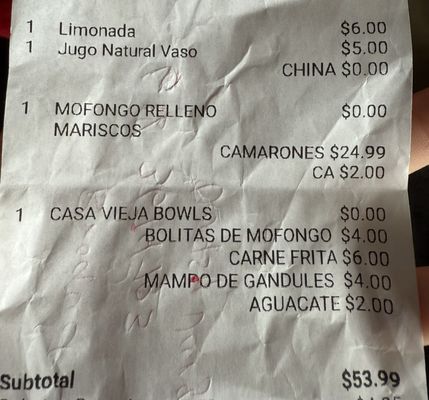 1 Limonada $6.00
1 Jugo Natural Vaso $5.00
CHINA $0.00
1 MOFONGO RELLENO $0.00
MARISCOS
CAMARONES $24.99
CA $2.00
1 CASA VIEJA BOWLS $0.00
BOLITAS DE MOFONGO $4.00
CARNE FRITA $6.00
MAMPO DE GANDULES $4.00
AGUACATE $2.00
Subtotal $53.99